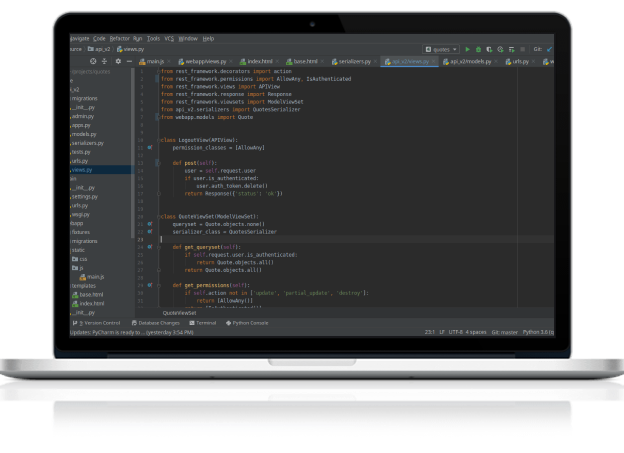 Navigate Code Refactor Run Tools VCS Window Help
api_v2 views.py
quotes
Git:
main.js webapp/views.py index.html base.html serializers.py api_v2/views.py api_v2/models.py urls.py
migrations
__init__.py
admin.py
apps.py
models.py
serializers.py
tests.py
urls.py
views.py
__init__.py
settings.py
urls.py
wsgi.py
fixtures
migrations
static
css
js
main.js
templates
base.html
index.html
__init__.py
from rest_framework.decorators import action
from rest_framework.permissions import AllowAny, IsAuthenticated
from rest_framework.views import APIView
from rest_framework.response import Response
from rest_framework.viewsets import ModelViewSet
from api_v2.serializers import QuotesSerializer
from webapp.models import Quote
class LogoutView(APIView):
permission_classes = [AllowAny]
def post(self):
user = self.request.user
if user.is_authenticated:
user.auth_token.delete()
return Response({'status': 'ok'})
class QuoteViewSet(ModelViewSet):
queryset = Quote.objects.none()
serializer_class = QuotesSerializer
def get_queryset(self):
if self.request.user.is_authenticated:
return Quote.objects.all()
return Quote.objects.all()
def get_permissions(self):
if self.action not in ['update', 'partial_update', 'destroy']:
return [AllowAny()]
QuoteViewSet
9: Version Control Database Changes Terminal Python Console
Updates: PyCharm is ready to ... (yesterday 3:54 PM) 23:1 LF UTF-8 4 spaces Git: master Python 3.6